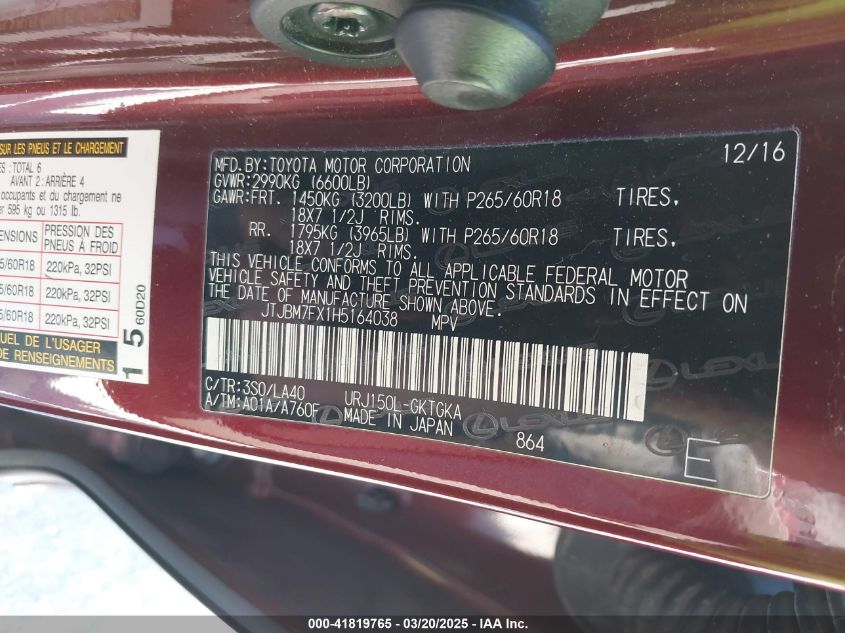 SUR LES PNEUS ET LE CHARGEMENT
: TOTAL 6
AVANT 2 : ARRIÈRE 4
occupants et du chargement ne
595 kg ou 1315 lb.
PRESSION DES
PNEUS À FROID
5/60R18 220kPa, 32PSI
5/60R18 220kPa, 32PSI
5/60R18 220kPa, 32PSI
DE L'USAGER
DE RENSEIGNEMENTS
1 5
60D20
12/16
MFD. BY: TOYOTA MOTOR CORPORATION
GVWR: 2990KG (6600LB)
GAWR: FRT. 1450KG (3200LB) WITH P265/60R18 TIRES,
18X7 1/2J RIMS.
RR. 1795KG (3965LB) WITH P265/60R18 TIRES,
18X7 1/2J RIMS.
THIS VEHICLE CONFORMS TO ALL APPLICABLE FEDERAL MOTOR
VEHICLE SAFETY AND THEFT PREVENTION STANDARDS IN EFFECT ON
THE DATE OF MANUFACTURE SHOWN ABOVE.
JTJBM7FX1H5164038 MPV
C/TR: 3S0/LA40 URJ150L-GKTGKA
A/TM: A01A/A760F MADE IN JAPAN
864
E
LEXUS
000-41819765 / 03/20/2025 / IAA Inc.